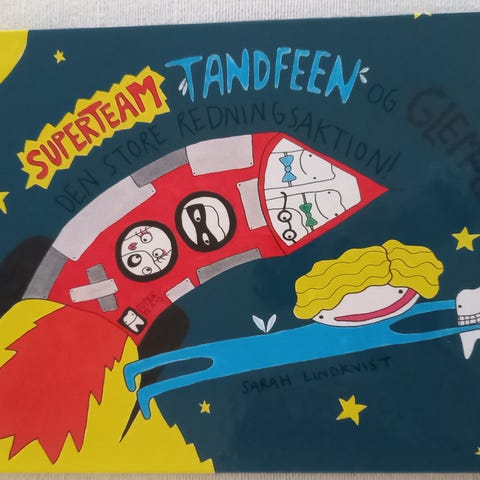 SUPERTEAM
TANDFEEN
OG
DEN STORE REDNINGSAKTION!
SARAH LINDKVIST